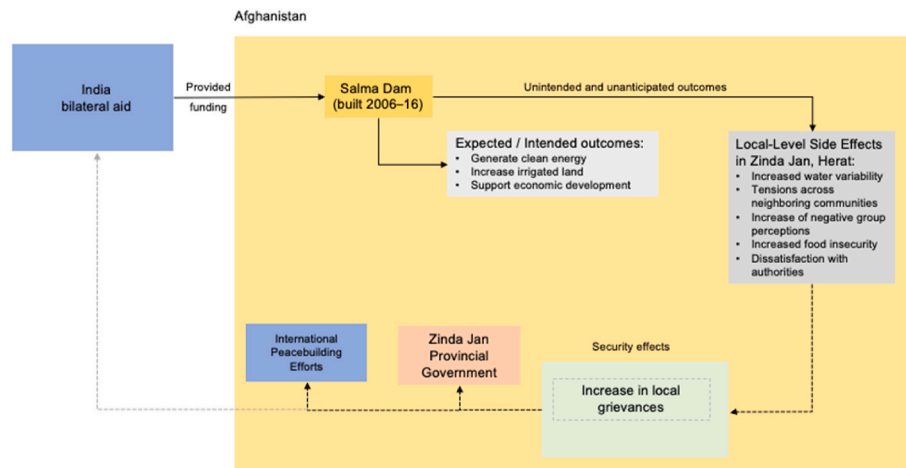 Afghanistan
India
bilateral aid
Provided
funding
Salma Dam
(built 2006–16)
Unintended and unanticipated outcomes
Expected / Intended outcomes:
• Generate clean energy
• Increase irrigated land
• Support economic development
Local-Level Side Effects
in Zinda Jan, Herat:
• Increased water variability
• Tensions across
neighboring communities
• Increase of negative group
perceptions
• Increased food insecurity
• Dissatisfaction with
authorities
International
Peacebuilding
Efforts
Zinda Jan
Provincial
Government
Security effects
Increase in local
grievances